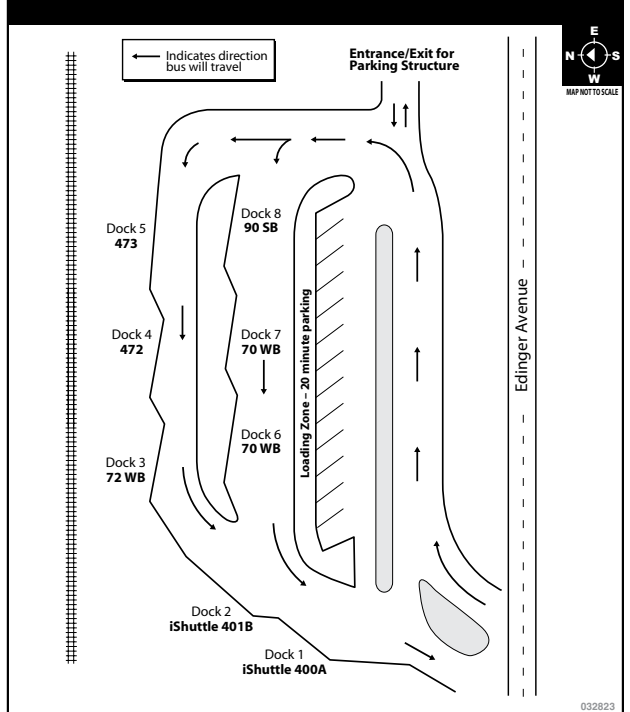 Indicates direction
bus will travel
Entrance/Exit for
Parking Structure
E
N
S
W
MAP NOT TO SCALE
Dock 5
473
Dock 8
90 SB
Dock 4
472
Dock 7
70 WB
Dock 6
70 WB
Dock 3
72 WB
Loading Zone – 20 minute parking
Edinger Avenue
Dock 2
iShuttle 401B
Dock 1
iShuttle 400A
032823